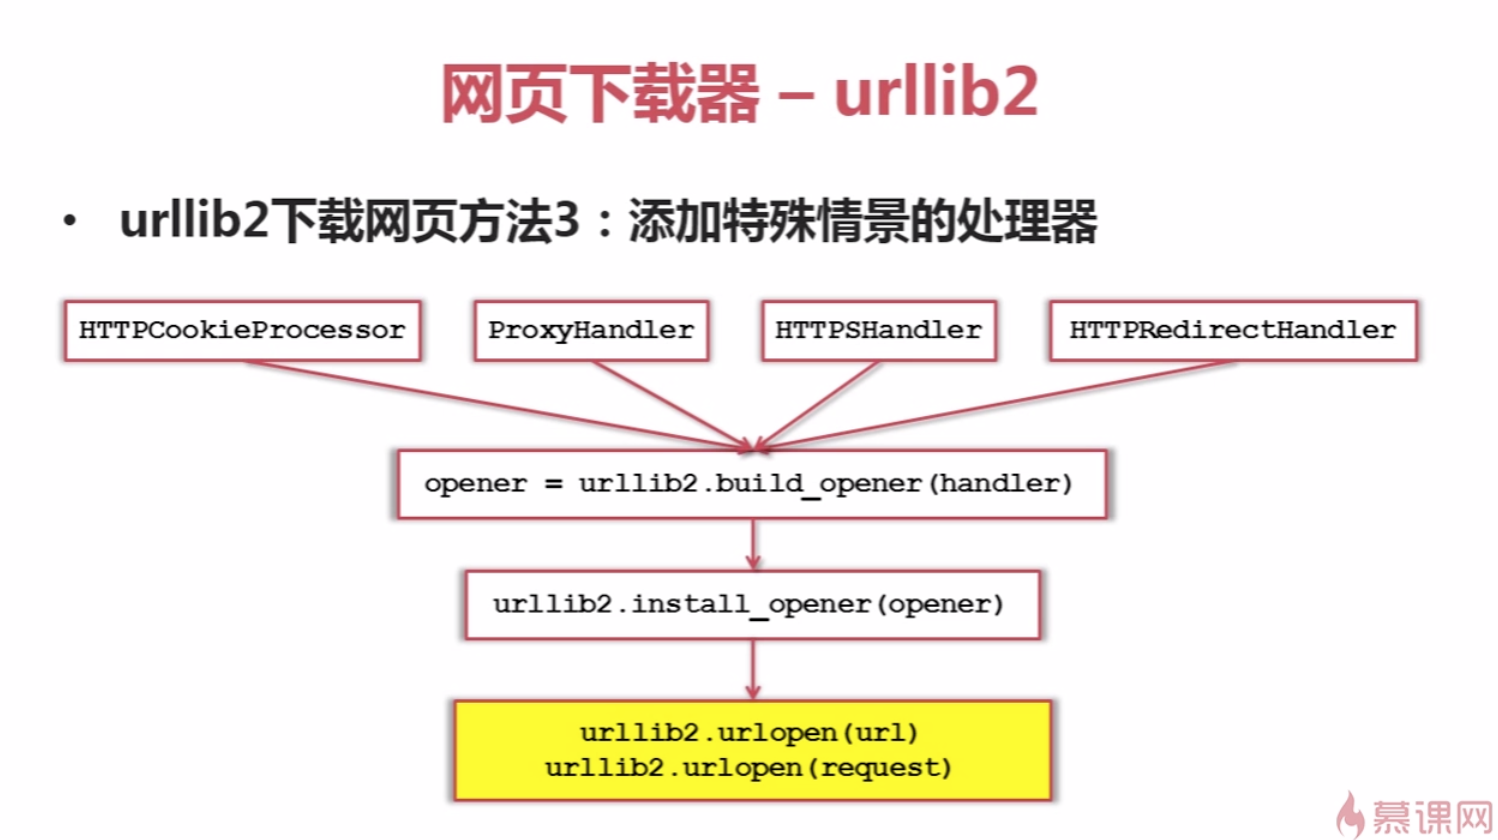 网页下载器 – urllib2
• urllib2下载网页方法3：添加特殊情景的处理器
HTTPCookieProcessor
ProxyHandler
HTTPSHandler
HTTPRedirectHandler
opener = urllib2.build_opener(handler)
urllib2.install_opener(opener)
urllib2.urlopen(url)
urllib2.urlopen(request)
慕课网